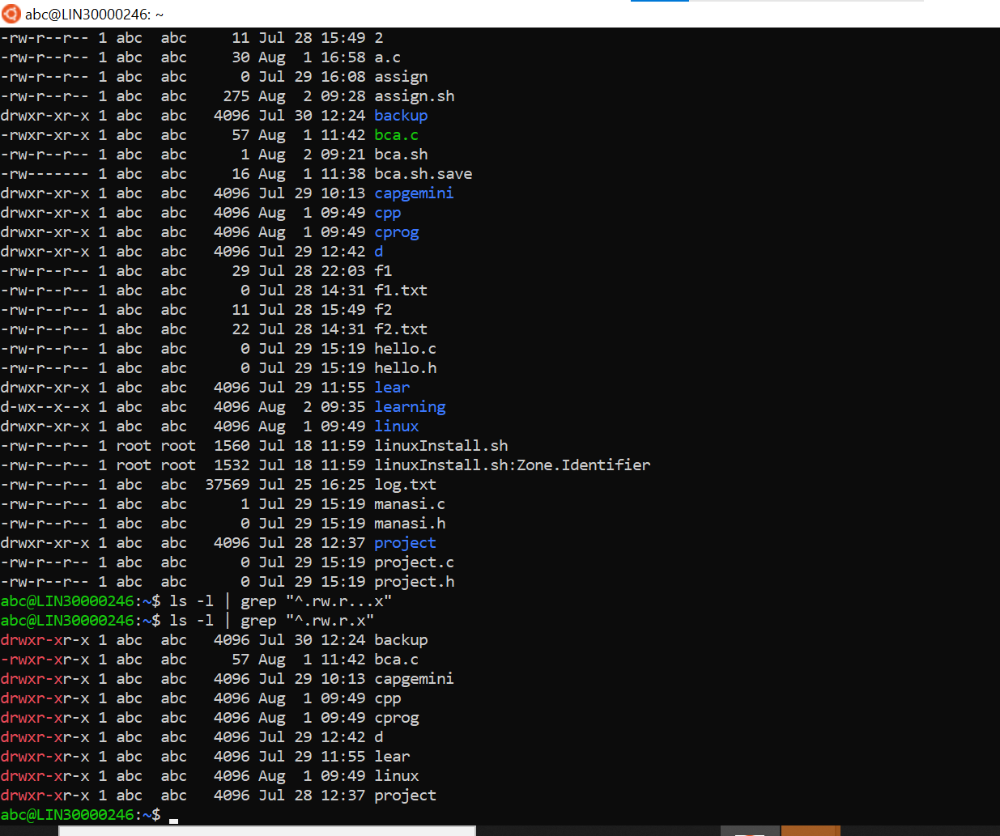 abc@LIN30000246: ~
-rw-r--r-- 1 abc  abc     11 Jul 28 15:49 2
-rw-r--r-- 1 abc  abc     30 Aug  1 16:58 a.c
-rw-r--r-- 1 abc  abc      0 Jul 29 16:08 assign
-rw-r--r-- 1 abc  abc    275 Aug  2 09:28 assign.sh
drwxr-xr-x 1 abc  abc   4096 Jul 30 12:24 backup
-rwxr-xr-x 1 abc  abc     57 Aug  1 11:42 bca.c
-rw-r--r-- 1 abc  abc      1 Aug  2 09:21 bca.sh
-rw------- 1 abc  abc     16 Aug  1 11:38 bca.sh.save
drwxr-xr-x 1 abc  abc   4096 Jul 29 10:13 capgemini
drwxr-xr-x 1 abc  abc   4096 Aug  1 09:49 cpp
drwxr-xr-x 1 abc  abc   4096 Aug  1 09:49 cprog
drwxr-xr-x 1 abc  abc   4096 Jul 29 12:42 d
-rw-r--r-- 1 abc  abc     29 Jul 28 22:03 f1
-rw-r--r-- 1 abc  abc      0 Jul 28 14:31 f1.txt
-rw-r--r-- 1 abc  abc     11 Jul 28 15:49 f2
-rw-r--r-- 1 abc  abc     22 Jul 28 14:31 f2.txt
-rw-r--r-- 1 abc  abc      0 Jul 29 15:19 hello.c
-rw-r--r-- 1 abc  abc      0 Jul 29 15:19 hello.h
drwxr-xr-x 1 abc  abc   4096 Jul 29 11:55 lear
d-wx--x--x 1 abc  abc   4096 Aug  2 09:35 learning
drwxr-xr-x 1 abc  abc   4096 Aug  1 09:49 linux
-rw-r--r-- 1 root root  1560 Jul 18 11:59 linuxInstall.sh
-rw-r--r-- 1 root root  1532 Jul 18 11:59 linuxInstall.sh:Zone.Identifier
-rw-r--r-- 1 abc  abc  37569 Jul 25 16:25 log.txt
-rw-r--r-- 1 abc  abc      1 Jul 29 15:19 manasi.c
-rw-r--r-- 1 abc  abc      0 Jul 29 15:19 manasi.h
drwxr-xr-x 1 abc  abc   4096 Jul 28 12:37 project
-rw-r--r-- 1 abc  abc      0 Jul 29 15:19 project.c
-rw-r--r-- 1 abc  abc      0 Jul 29 15:19 project.h
abc@LIN30000246:~$ ls -l | grep "^.rw.r...x"
abc@LIN30000246:~$ ls -l | grep "^.rw.r.x"
drwxr-xr-x 1 abc  abc   4096 Jul 30 12:24 backup
-rwxr-xr-x 1 abc  abc     57 Aug  1 11:42 bca.c
drwxr-xr-x 1 abc  abc   4096 Jul 29 10:13 capgemini
drwxr-xr-x 1 abc  abc   4096 Aug  1 09:49 cpp
drwxr-xr-x 1 abc  abc   4096 Aug  1 09:49 cprog
drwxr-xr-x 1 abc  abc   4096 Jul 29 12:42 d
drwxr-xr-x 1 abc  abc   4096 Jul 29 11:55 lear
drwxr-xr-x 1 abc  abc   4096 Aug  1 09:49 linux
drwxr-xr-x 1 abc  abc   4096 Jul 28 12:37 project
abc@LIN30000246:~$